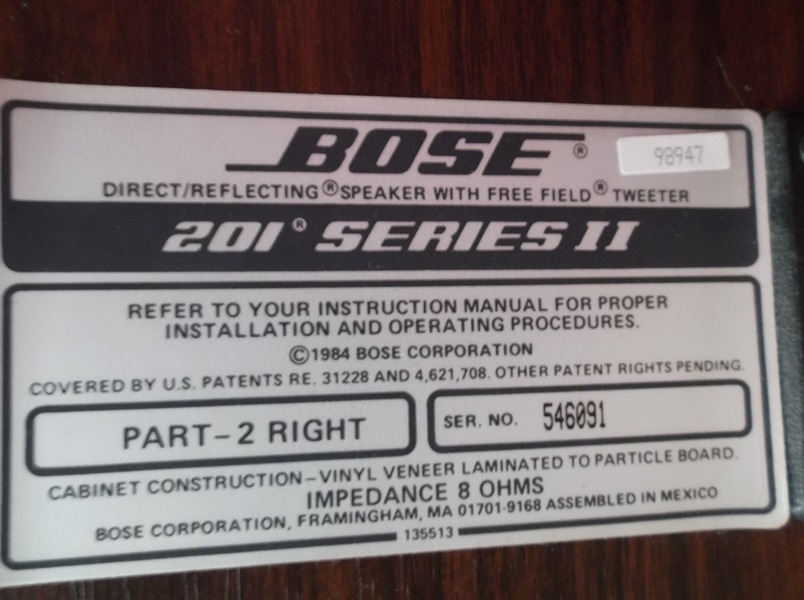 BOSE®
98947
DIRECT/REFLECTING® SPEAKER WITH FREE FIELD® TWEETER
201® SERIES II
REFER TO YOUR INSTRUCTION MANUAL FOR PROPER
INSTALLATION AND OPERATING PROCEDURES.
©1984 BOSE CORPORATION
COVERED BY U.S. PATENTS RE. 31228 AND 4,621,708. OTHER PATENT RIGHTS PENDING.
PART-2 RIGHT
SER. NO. 546091
CABINET CONSTRUCTION–VINYL VENEER LAMINATED TO PARTICLE BOARD.
IMPEDANCE 8 OHMS
BOSE CORPORATION, FRAMINGHAM, MA 01701-9168 ASSEMBLED IN MEXICO
135513